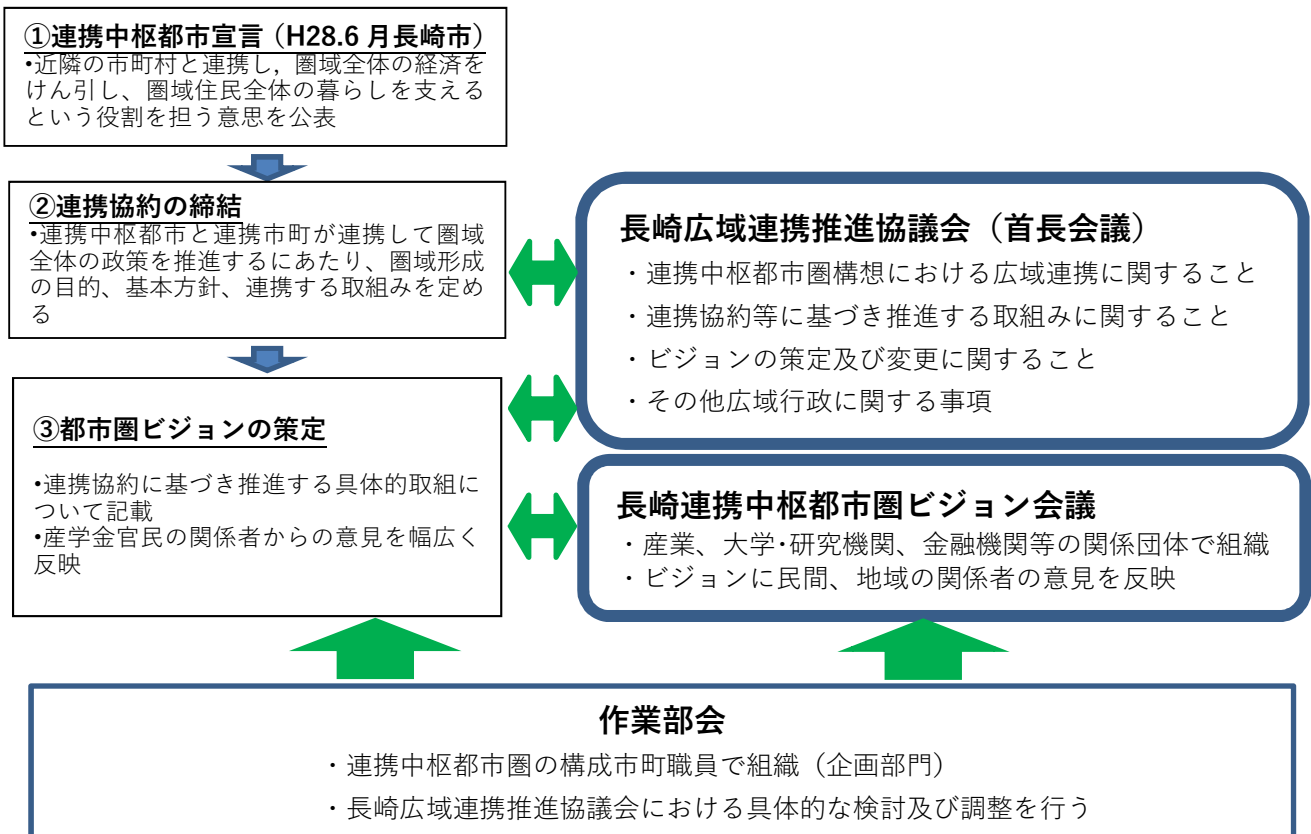 ①連携中枢都市宣言（H28.6 月長崎市）
•近隣の市町村と連携し，圏域全体の経済を
けん引し、圏域住民全体の暮らしを支える
という役割を担う意思を公表
②連携協約の締結
•連携中枢都市と連携市町が連携して圏域
全体の政策を推進するにあたり、圏域形成
の目的、基本方針、連携する取組みを定め
る
③都市圏ビジョンの策定
•連携協約に基づき推進する具体的取組に
ついて記載
•産学金官民の関係者からの意見を幅広く
反映
長崎広域連携推進協議会（首長会議）
・連携中枢都市圏構想における広域連携に関すること
・連携協約等に基づき推進する取組みに関すること
・ビジョンの策定及び変更に関すること
・その他広域行政に関する事項
長崎連携中枢都市圏ビジョン会議
・産業、大学・研究機関、金融機関等の関係団体で組織
・ビジョンに民間、地域の関係者の意見を反映
作業部会
・連携中枢都市圏の構成市町職員で組織（企画部門）
・長崎広域連携推進協議会における具体的な検討及び調整を行う